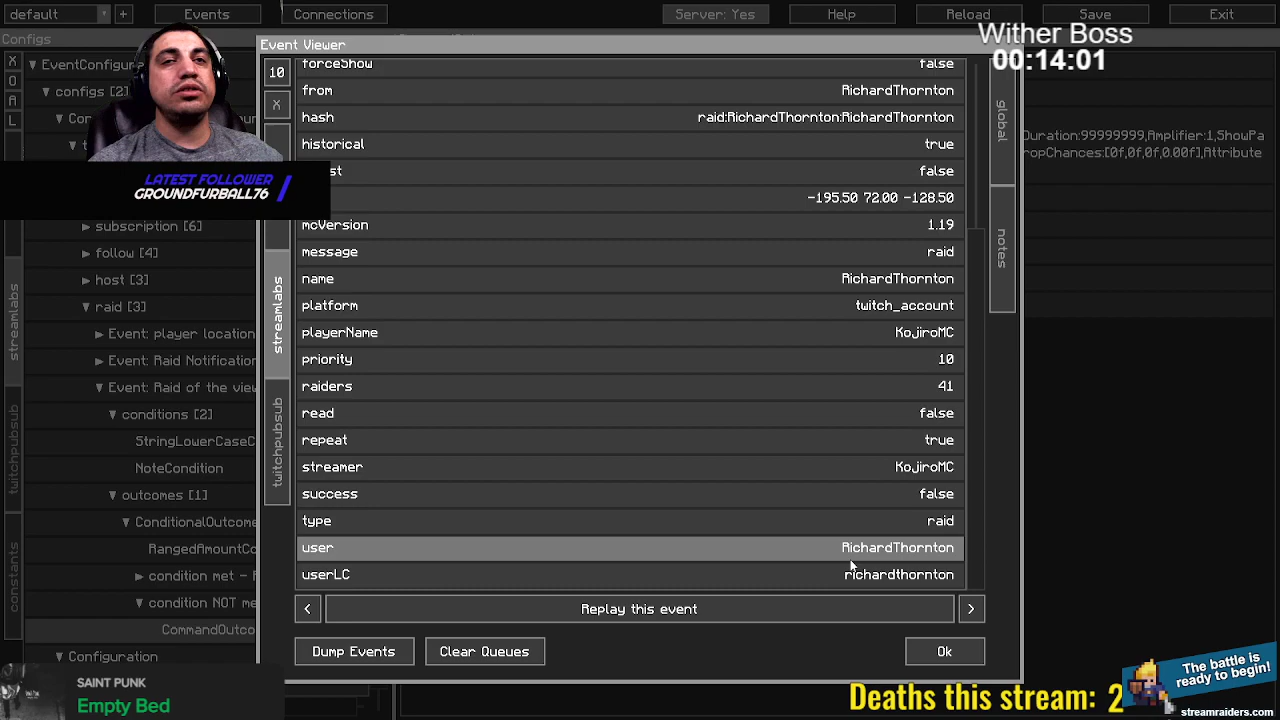 default
+
Events
Connections
Server: Yes
Help
Reload
Save
Exit
Configs
Event Viewer
Wither Boss
00:14:01
X
O
A
L
streamlabs
twitchpubsub
constants
configs [2]
subscription [6]
follow [4]
host [3]
raid [3]
Event: player location
Event: Raid Notification
Event: Raid of the view
conditions [2]
StringLowerCaseC
NoteCondition
outcomes [1]
ConditionalOutcome
RangedAmountCo
condition met -
condition NOT me
CommandOutco
Configuration
LATEST FOLLOWER
GROUNDFURBALL76
10
X
streamlabs
twitchpubsub
forceShow false
from RichardThornton
hash raid:RichardThornton:RichardThornton
historical true
false
-195.50 72.00 -128.50
mcVersion 1.19
message raid
name RichardThornton
platform twitch_account
playerName KojiroMC
priority 10
raiders 41
read false
repeat true
streamer KojiroMC
success false
type raid
user RichardThornton
userLC richardthornton
< Replay this event >
Dump Events
Clear Queues
Ok
global
notes
Duration:99999999,Amplifier:1,ShowPa
ropChances:[0f,0f,0f,0.00f],Attribute
SAINT PUNK
Empty Bed
Deaths this stream: 2
The battle is
ready to begin!
streamraiders.com